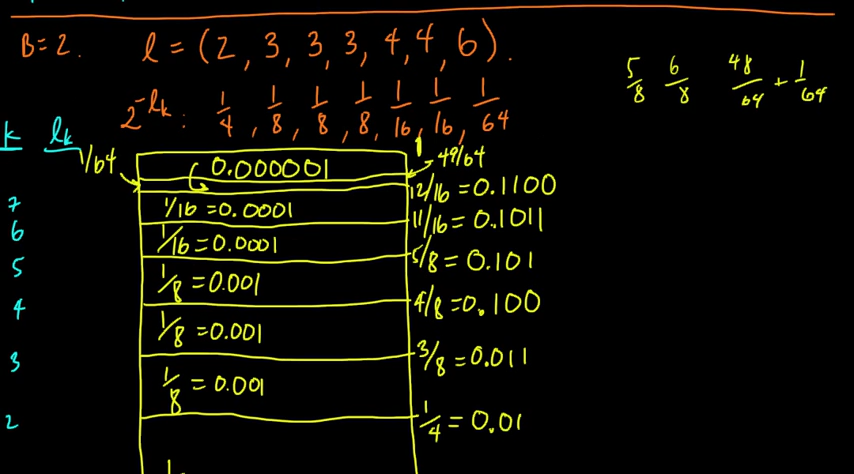 B=2. l = (2, 3, 3, 3, 4, 4, 6).
5/8 6/8 48/64 + 1/64
2^-lk : 1/4, 1/8, 1/8, 1/8, 1/16, 1/16, 1/64
k lk
1/64 0.000001 1 49/64
12/16 = 0.1100
7 1/16 = 0.0001 11/16 = 0.1011
6 1/16 = 0.0001
5 5/8 = 0.101
1/8 = 0.001
4 4/8 = 0.100
1/8 = 0.001
3 3/8 = 0.011
1/8 = 0.001
2 1/4 = 0.01